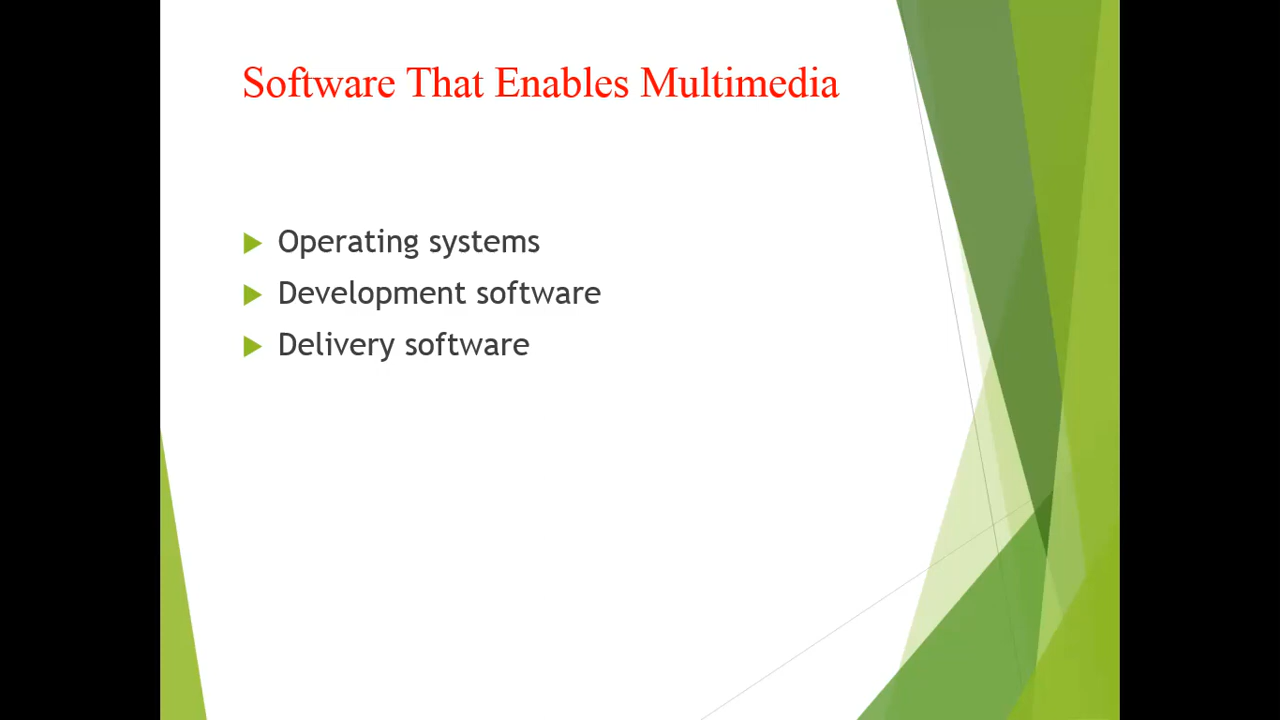 Software That Enables Multimedia
Operating systems
Development software
Delivery software